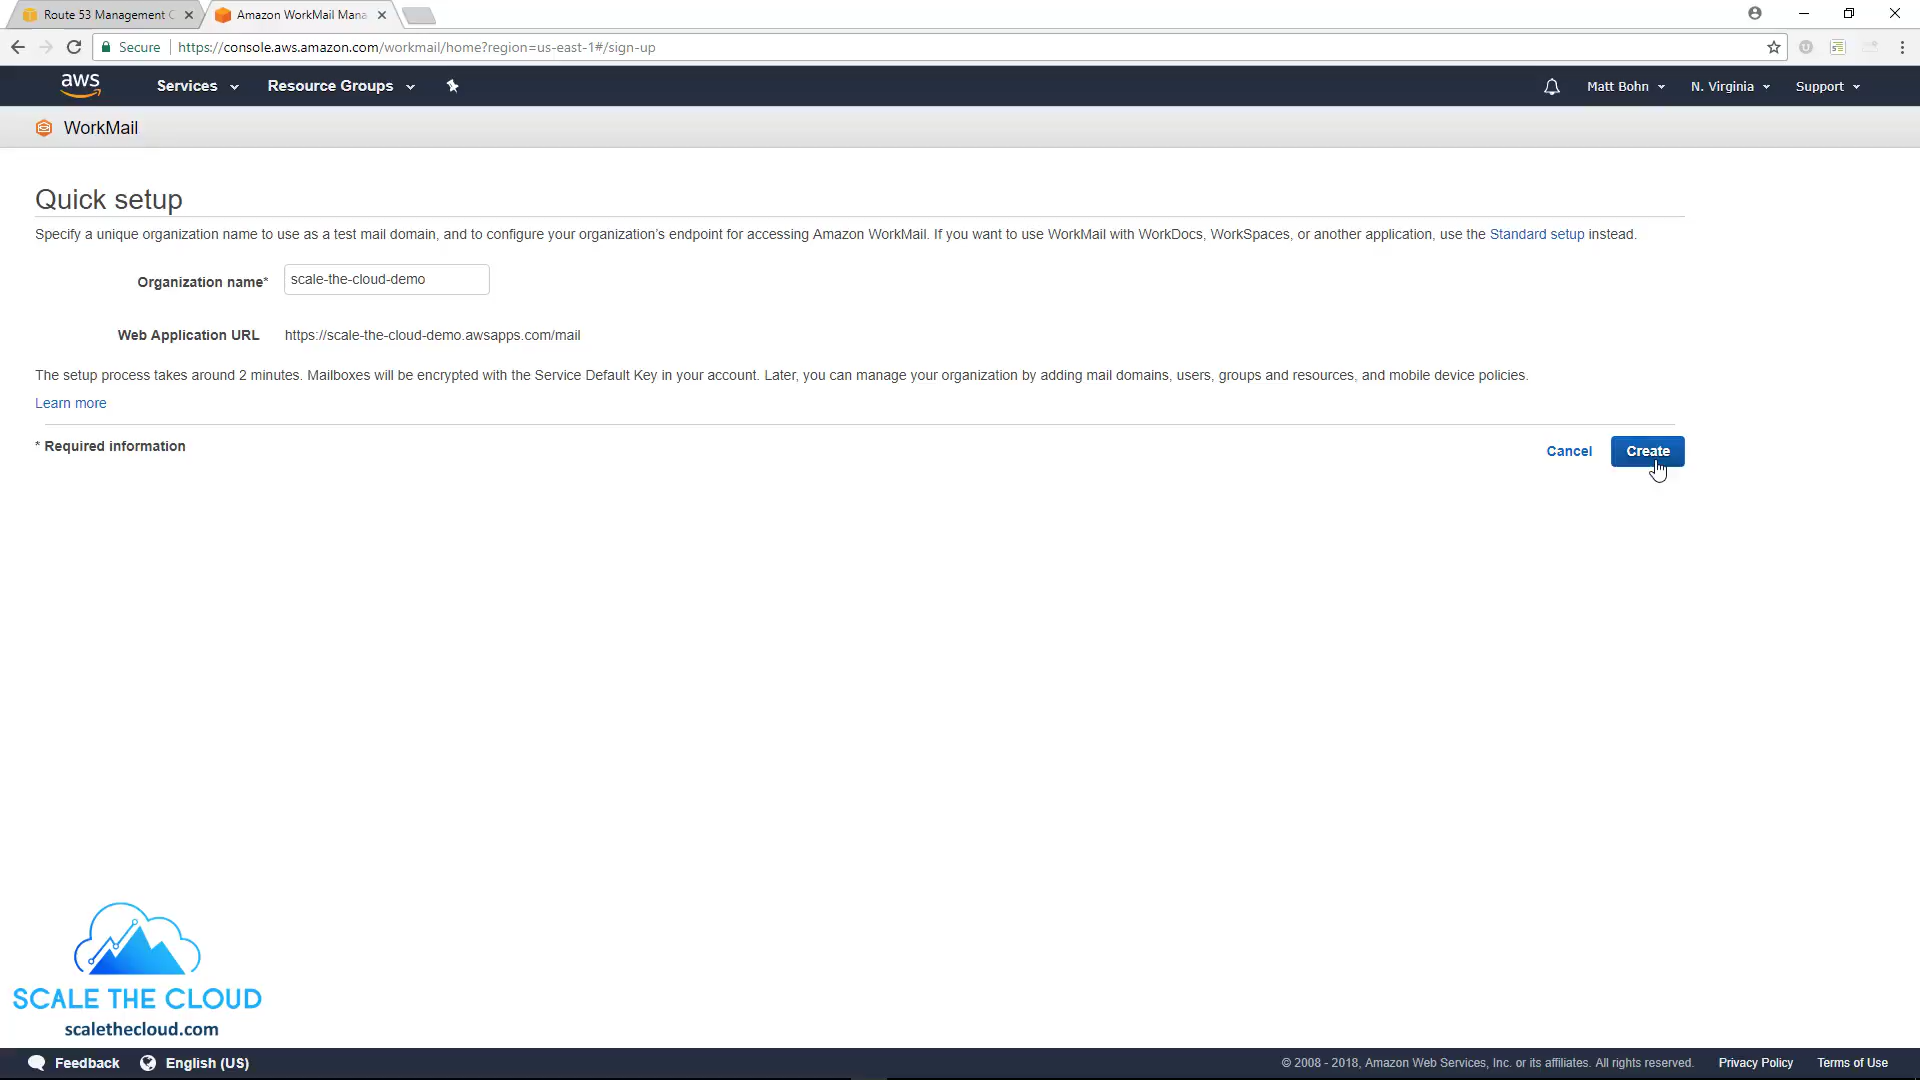 Route 53 Management C
Amazon WorkMail Mana
Secure https://console.aws.amazon.com/workmail/home?region=us-east-1#/sign-up
aws Services Resource Groups Matt Bohn N. Virginia Support
WorkMail
Quick setup
Specify a unique organization name to use as a test mail domain, and to configure your organization's endpoint for accessing Amazon WorkMail. If you want to use WorkMail with WorkDocs, WorkSpaces, or another application, use the Standard setup instead.
Organization name* scale-the-cloud-demo
Web Application URL https://scale-the-cloud-demo.awsapps.com/mail
The setup process takes around 2 minutes. Mailboxes will be encrypted with the Service Default Key in your account. Later, you can manage your organization by adding mail domains, users, groups and resources, and mobile device policies.
Learn more
* Required information
Cancel Create
SCALE THE CLOUD
scalethecloud.com
Feedback English (US) © 2008 - 2018, Amazon Web Services, Inc. or its affiliates. All rights reserved. Privacy Policy Terms of Use